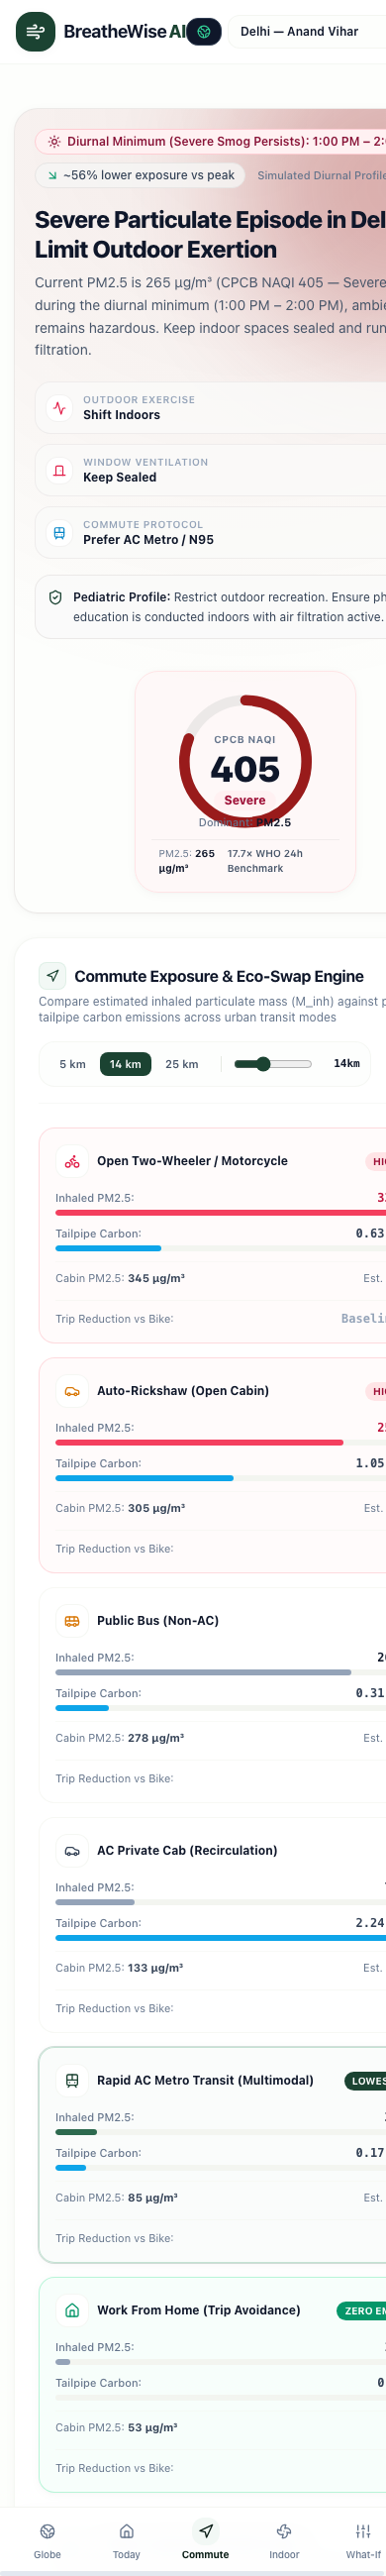 BreatheWise AI
Delhi — Anand Vihar
Diurnal Minimum (Severe Smog Persists): 1:00 PM – 2:
~56% lower exposure vs peak
Simulated Diurnal Profile
Severe Particulate Episode in Del
Limit Outdoor Exertion
Current PM2.5 is 265 µg/m³ (CPCB NAQI 405 — Severe
during the diurnal minimum (1:00 PM – 2:00 PM), ambie
remains hazardous. Keep indoor spaces sealed and run
filtration.
OUTDOOR EXERCISE
Shift Indoors
WINDOW VENTILATION
Keep Sealed
COMMUTE PROTOCOL
Prefer AC Metro / N95
Pediatric Profile: Restrict outdoor recreation. Ensure ph
education is conducted indoors with air filtration active.
CPCB NAQI
405
Severe
Dominant: PM2.5
PM2.5: 265 µg/m³
17.7× WHO 24h Benchmark
Commute Exposure & Eco-Swap Engine
Compare estimated inhaled particulate mass (M_inh) against p
tailpipe carbon emissions across urban transit modes
5 km
14 km
25 km
14km
Open Two-Wheeler / Motorcycle
HI
Inhaled PM2.5:
Tailpipe Carbon:
0.63
Cabin PM2.5: 345 µg/m³
Est.
Trip Reduction vs Bike:
Baselin
Auto-Rickshaw (Open Cabin)
HI
Inhaled PM2.5:
Tailpipe Carbon:
1.05
Cabin PM2.5: 305 µg/m³
Est.
Trip Reduction vs Bike:
Public Bus (Non-AC)
Inhaled PM2.5:
Tailpipe Carbon:
0.31
Cabin PM2.5: 278 µg/m³
Est.
Trip Reduction vs Bike:
AC Private Cab (Recirculation)
Inhaled PM2.5:
Tailpipe Carbon:
2.24
Cabin PM2.5: 133 µg/m³
Est.
Trip Reduction vs Bike:
Rapid AC Metro Transit (Multimodal)
LOWES
Inhaled PM2.5:
Tailpipe Carbon:
0.17
Cabin PM2.5: 85 µg/m³
Est.
Trip Reduction vs Bike:
Work From Home (Trip Avoidance)
ZERO EM
Inhaled PM2.5:
Tailpipe Carbon:
0
Cabin PM2.5: 53 µg/m³
Trip Reduction vs Bike:
Globe
Today
Commute
Indoor
What-If